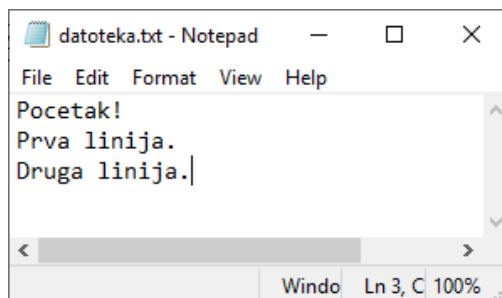 datoteka.txt - Notepad
File Edit Format View Help
Pocetak!
Prva linija.
Druga linija.
Windo Ln 3, C 100%